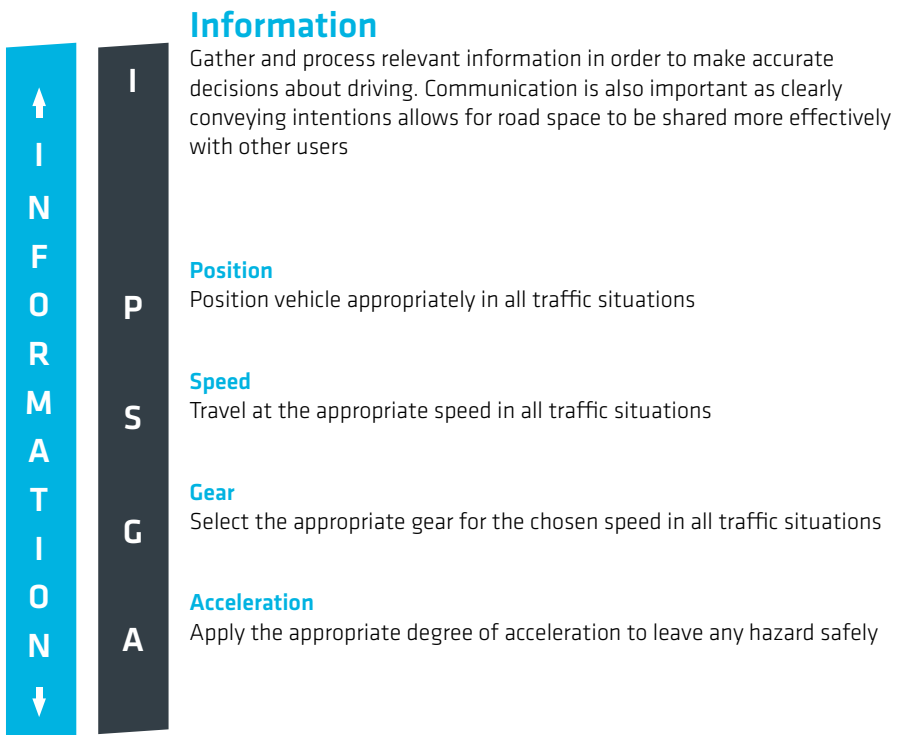 INFORMATION
I
Information
Gather and process relevant information in order to make accurate
decisions about driving. Communication is also important as clearly
conveying intentions allows for road space to be shared more effectively
with other users
P
Position
Position vehicle appropriately in all traffic situations
S
Speed
Travel at the appropriate speed in all traffic situations
G
Gear
Select the appropriate gear for the chosen speed in all traffic situations
A
Acceleration
Apply the appropriate degree of acceleration to leave any hazard safely